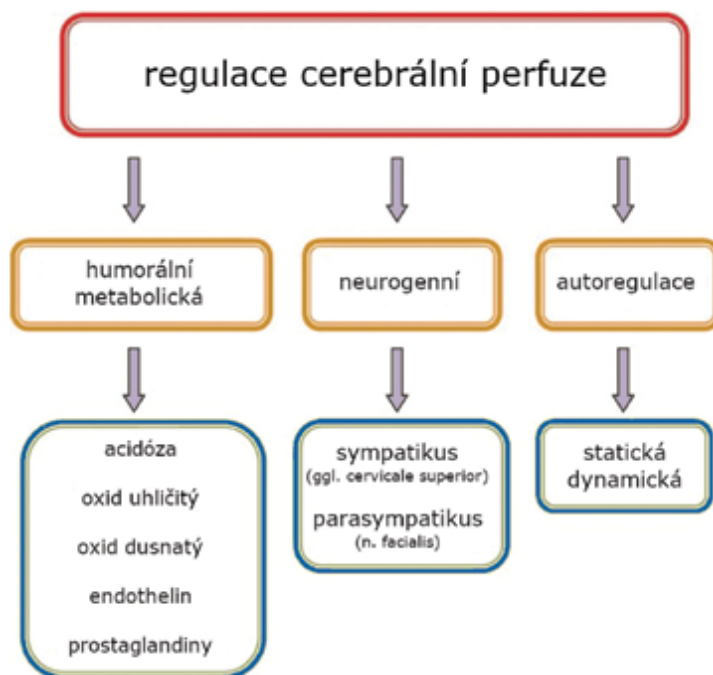 regulace cerebrální perfuze
humorální
metabolická
neurogenní
autoregulace
acidóza
oxid uhličitý
oxid dusnatý
endothelin
prostaglandiny
sympatikus
(ggl. cervicale superior)
parasympatikus
(n. facialis)
statická
dynamická